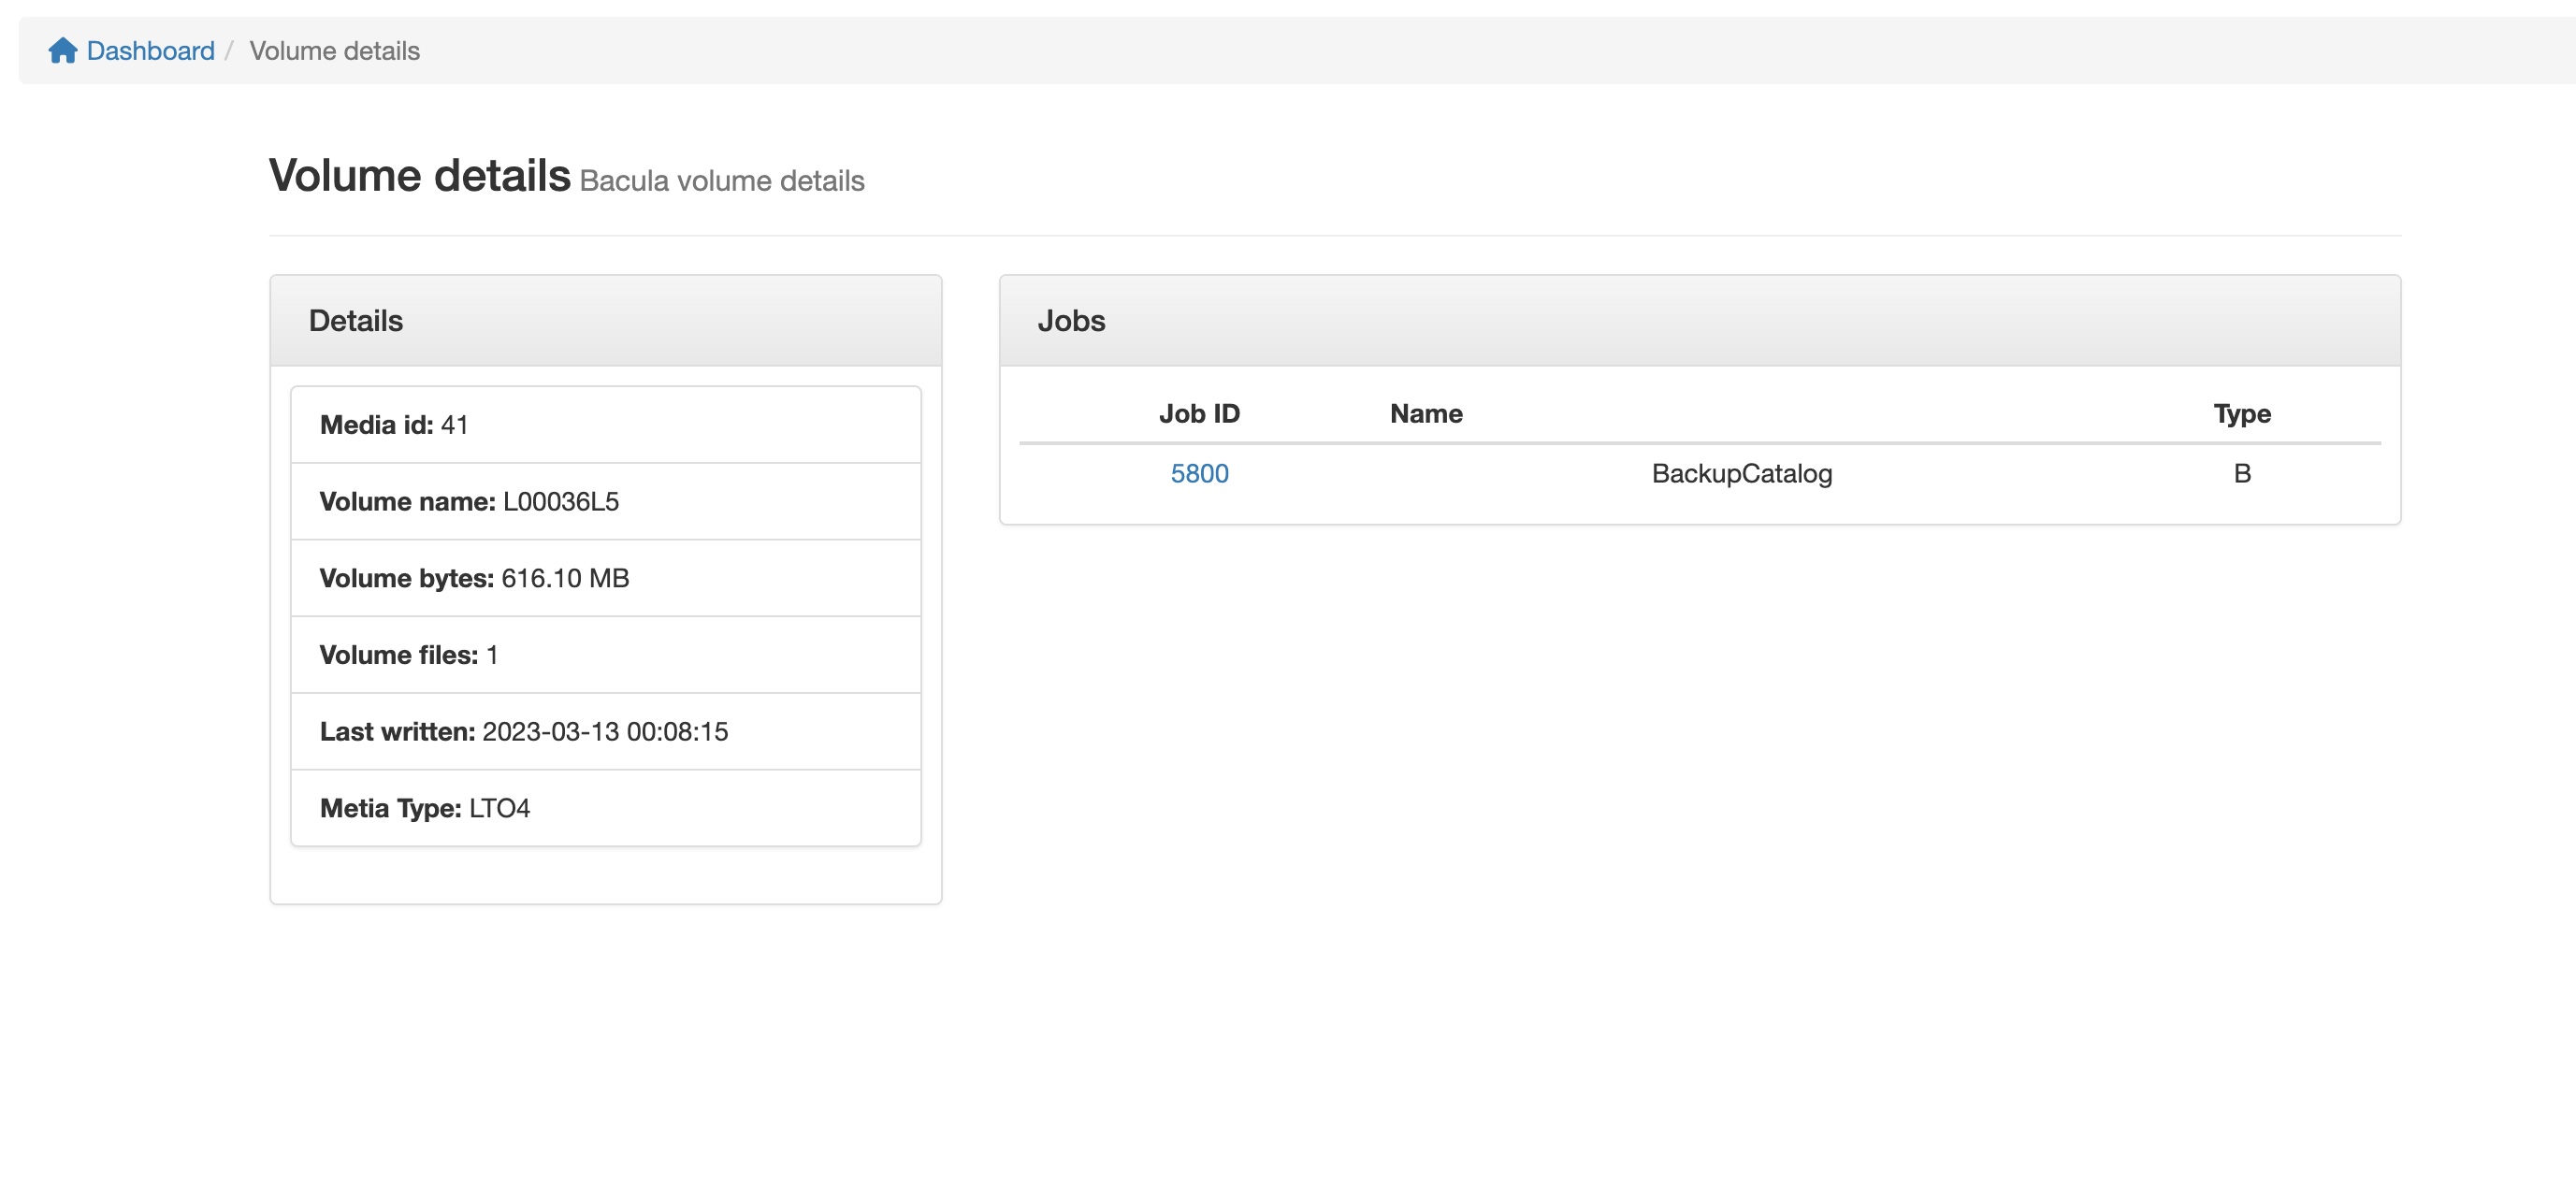 Dashboard / Volume details
Volume details Bacula volume details
Details
Media id: 41
Volume name: L00036L5
Volume bytes: 616.10 MB
Volume files: 1
Last written: 2023-03-13 00:08:15
Metia Type: LTO4
Jobs
Job ID Name Type
5800 BackupCatalog B